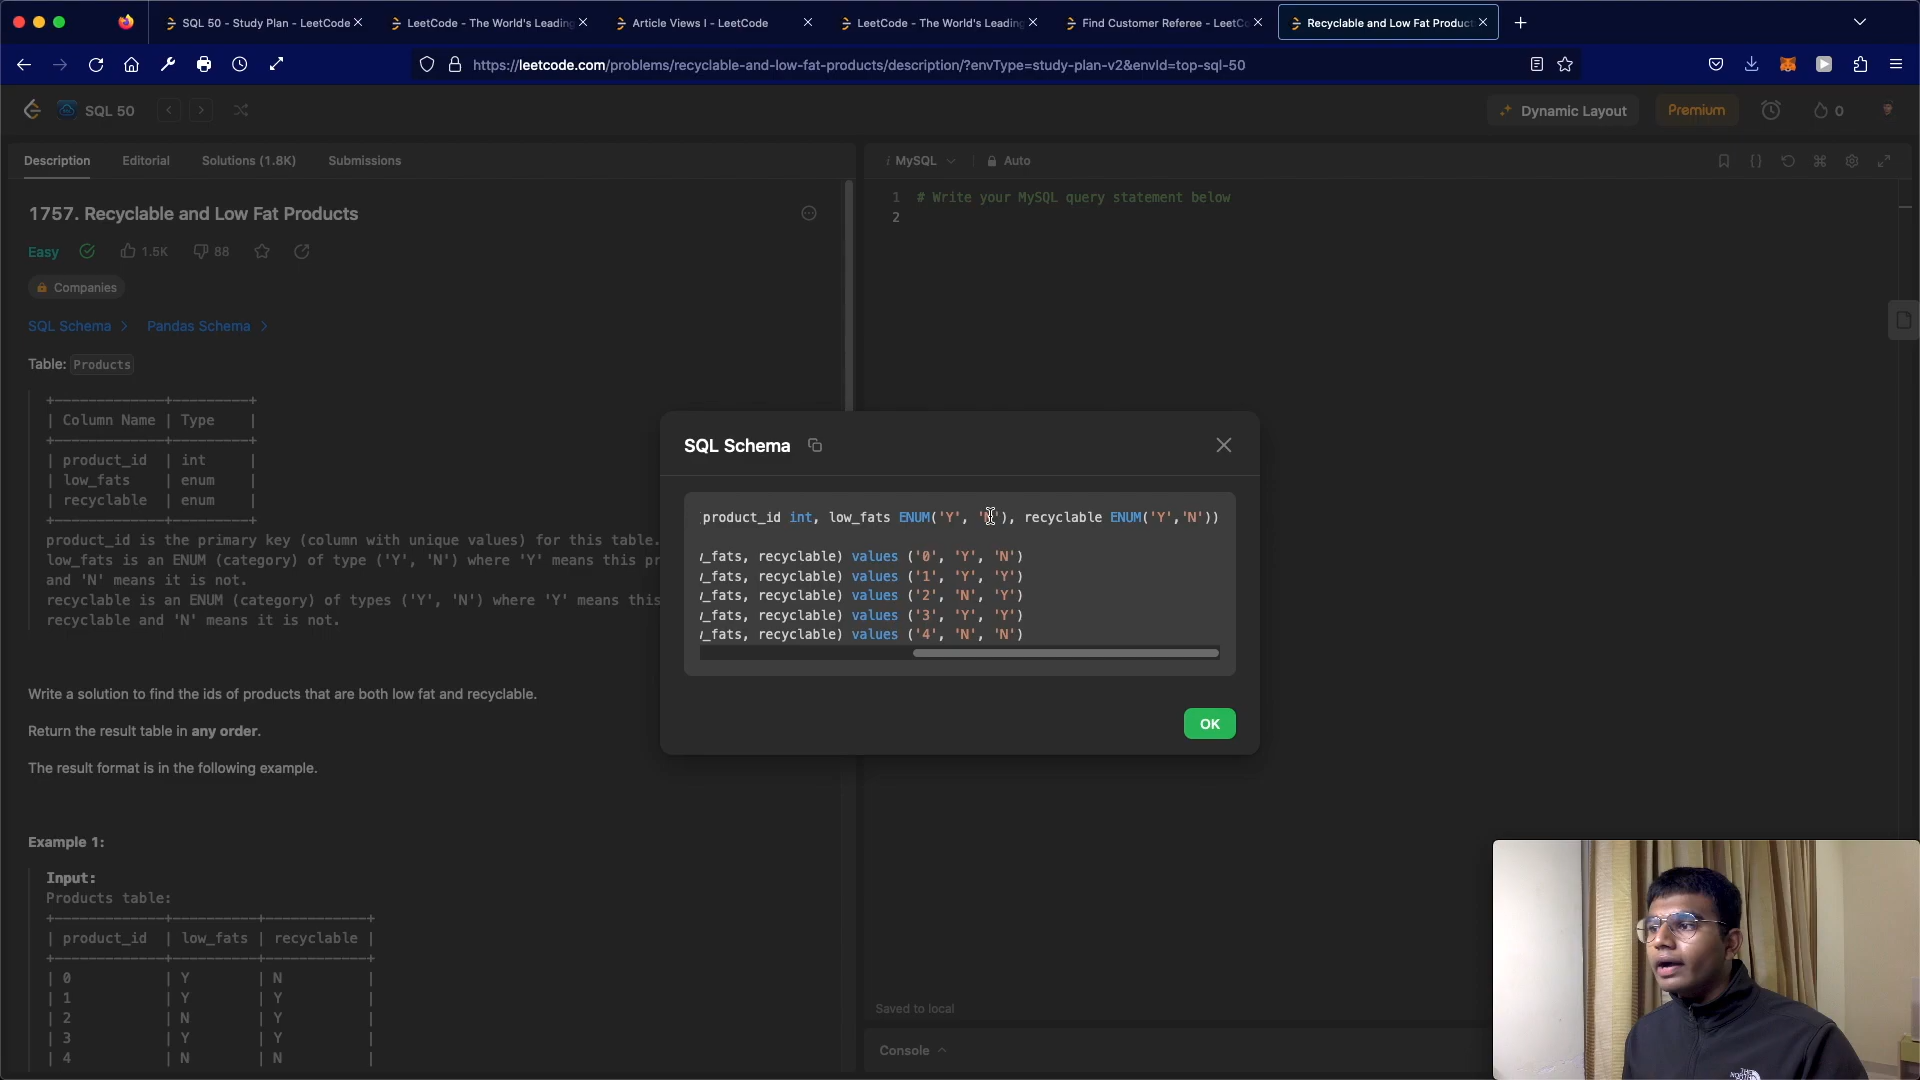 SQL 50 - Study Plan - LeetCode
LeetCode - The World's Leading
Article Views I - LeetCode
LeetCode - The World's Leading
Find Customer Referee - LeetCo
Recyclable and Low Fat Product
https://leetcode.com/problems/recyclable-and-low-fat-products/description/?envType=study-plan-v2&envId=top-sql-50
SQL 50
Dynamic Layout
Premium
0
Description
Editorial
Solutions (1.8K)
Submissions
i MySQL
Auto
1 # Write your MySQL query statement below
2
1757. Recyclable and Low Fat Products
Easy
1.5K
88
Companies
SQL Schema
Pandas Schema
Table: Products
+-------------+---------+
| Column Name | Type    |
+-------------+---------+
| product_id  | int     |
| low_fats    | enum    |
| recyclable  | enum    |
+-------------+---------+
product_id is the primary key (column with unique values) for this table.
low_fats is an ENUM (category) of type ('Y', 'N') where 'Y' means this pr
and 'N' means it is not.
recyclable is an ENUM (category) of types ('Y', 'N') where 'Y' means this
recyclable and 'N' means it is not.
Write a solution to find the ids of products that are both low fat and recyclable.
Return the result table in any order.
The result format is in the following example.
Example 1:
Input:
Products table:
+-------------+----------+------------+
| product_id  | low_fats | recyclable |
+-------------+----------+------------+
| 0           | Y        | N          |
| 1           | Y        | Y          |
| 2           | N        | Y          |
| 3           | Y        | Y          |
| 4           | N        | N          |
SQL Schema
product_id int, low_fats ENUM('Y', 'N'), recyclable ENUM('Y','N'))
_fats, recyclable) values ('0', 'Y', 'N')
_fats, recyclable) values ('1', 'Y', 'Y')
_fats, recyclable) values ('2', 'N', 'Y')
_fats, recyclable) values ('3', 'Y', 'Y')
_fats, recyclable) values ('4', 'N', 'N')
OK
Saved to local
Console